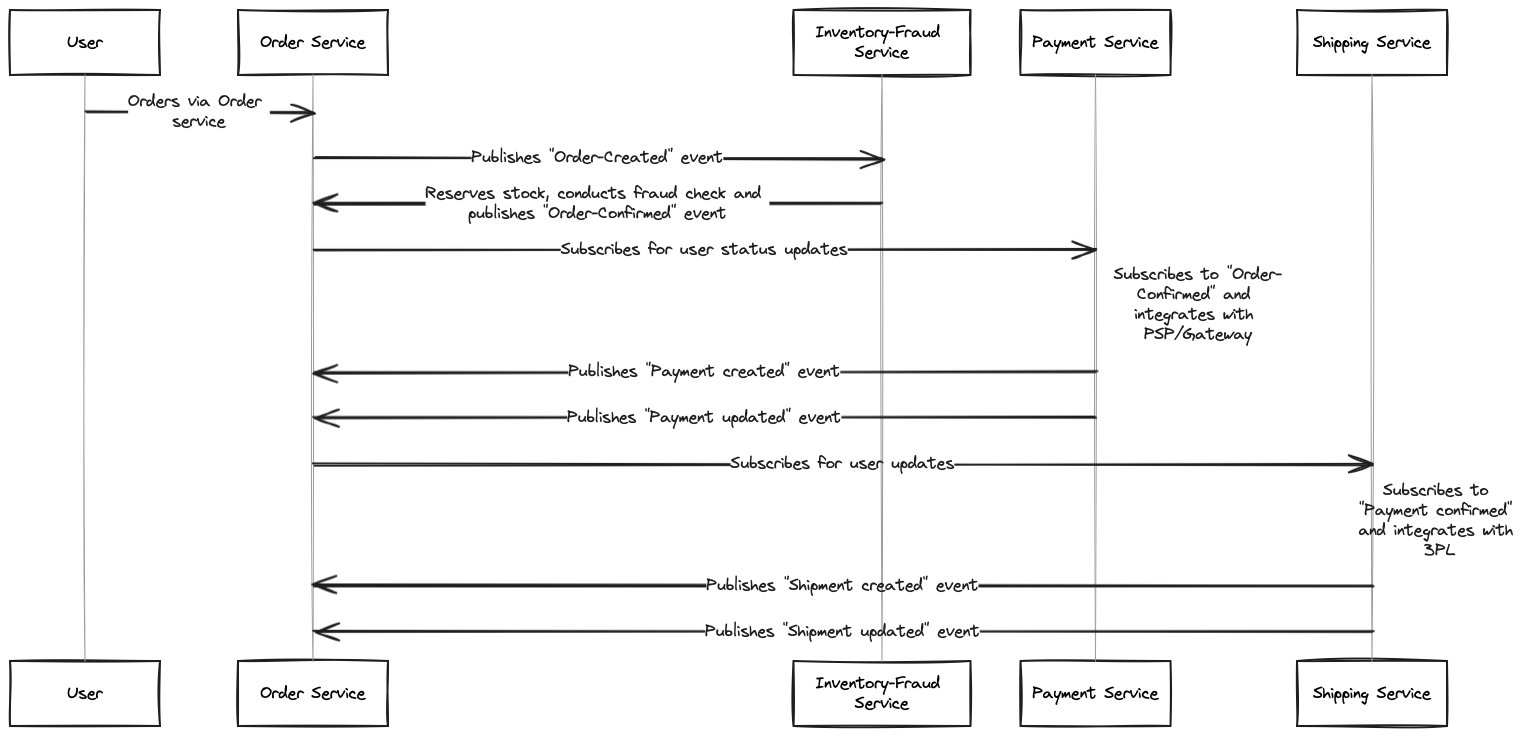 User
Order Service
Inventory-Fraud
Service
Payment Service
Shipping Service
Orders via Order
service
Publishes "Order-Created" event
Reserves stock, conducts fraud check and
publishes "Order-Confirmed" event
Subscribes for user status updates
Subscribes to "Order-
Confirmed" and
integrates with
PSP/Gateway
Publishes "Payment created" event
Publishes "Payment updated" event
Subscribes for user updates
Subscribes to
"Payment confirmed"
and integrates with
3PL
Publishes "Shipment created" event
Publishes "Shipment updated" event
User
Order Service
Inventory-Fraud
Service
Payment Service
Shipping Service